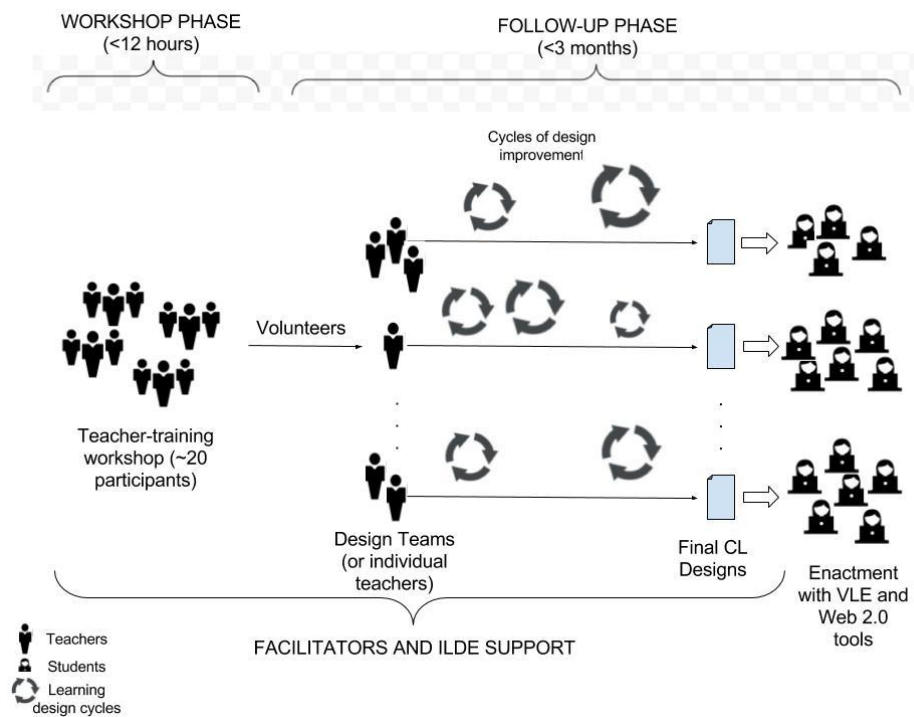 WORKSHOP PHASE
(<12 hours)
FOLLOW-UP PHASE
(<3 months)
Cycles of design
improvement
Volunteers
Teacher-training
workshop (~20
participants)
Design Teams
(or individual
teachers)
Final CL
Designs
Enactment
with VLE and
Web 2.0
tools
FACILITATORS AND ILDE SUPPORT
Teachers
Students
Learning
design cycles